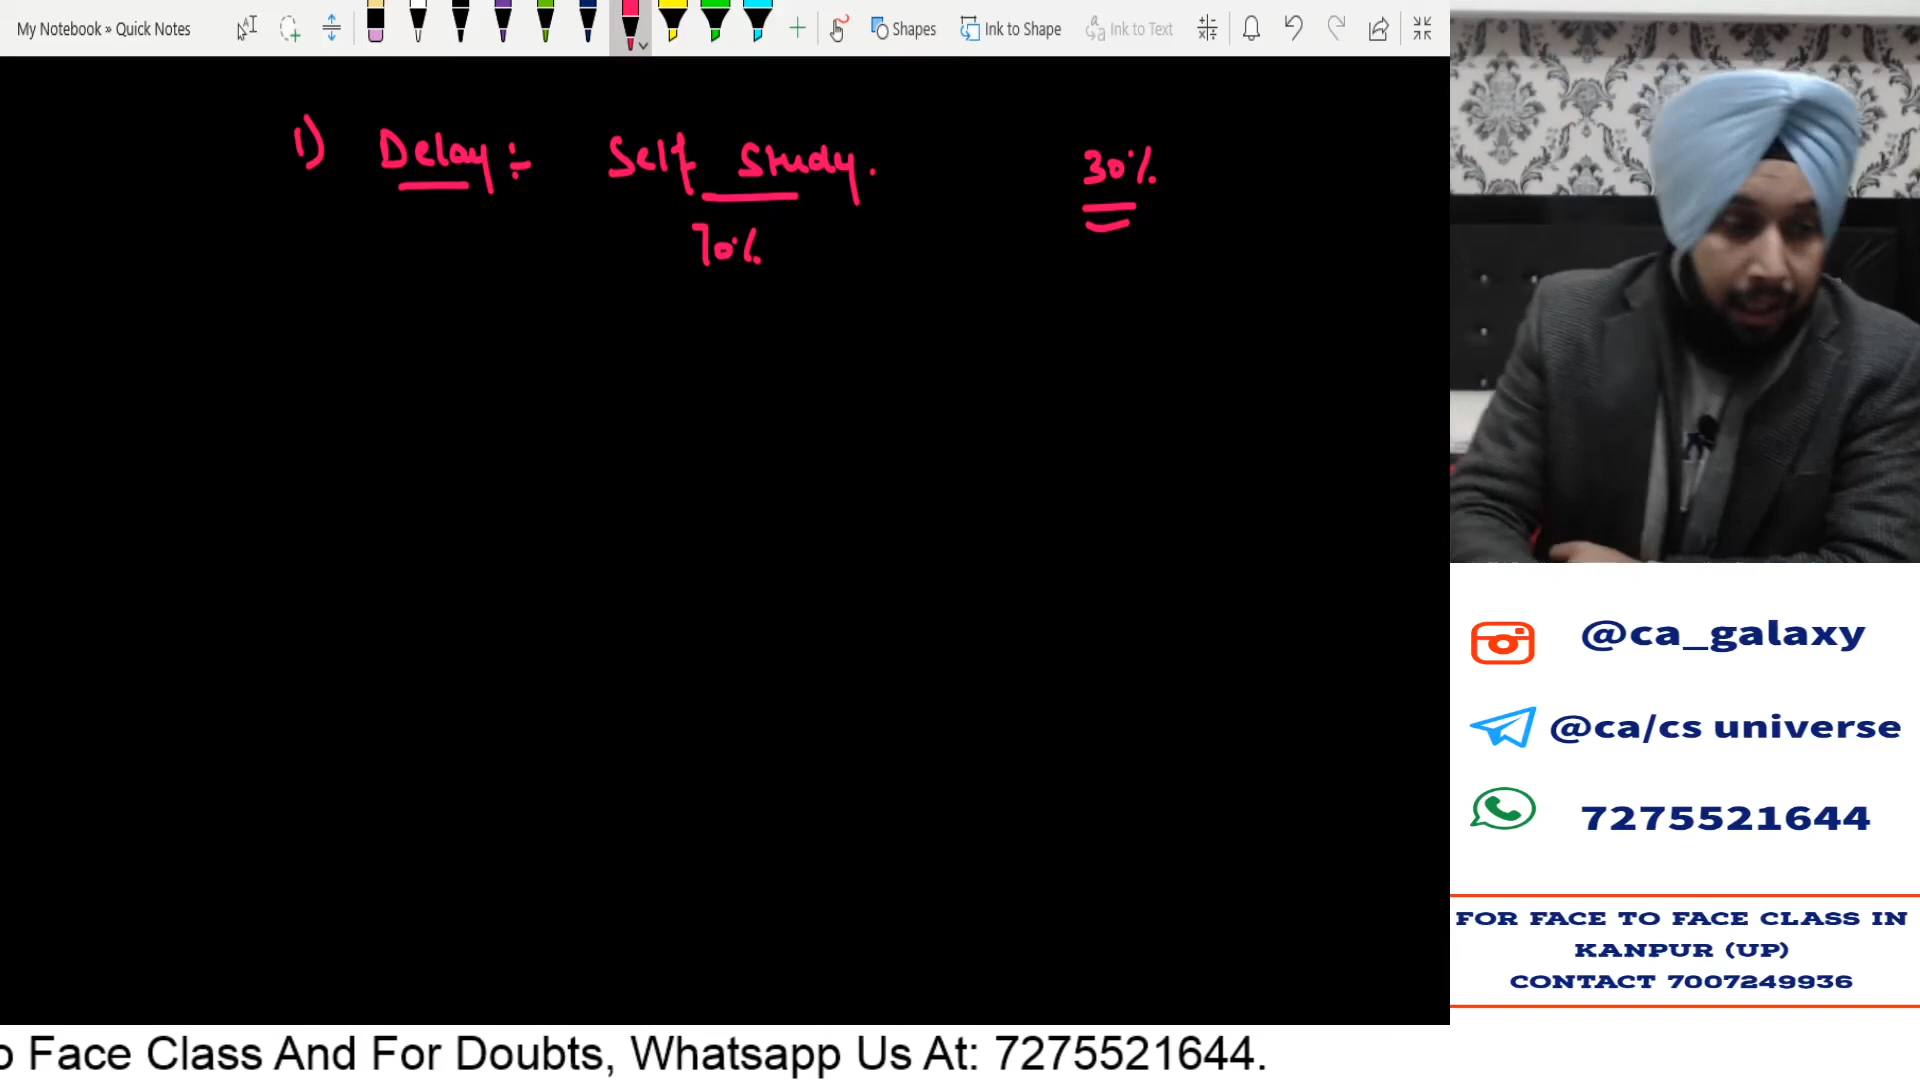 My Notebook » Quick Notes
Shapes
Ink to Shape
Ink to Text
1) Delay :- Self Study. 30%.
70%.
@ca_galaxy
@ca/cs universe
7275521644
FOR FACE TO FACE CLASS IN
KANPUR (UP)
CONTACT 7007249936
o Face Class And For Doubts, Whatsapp Us At: 7275521644.